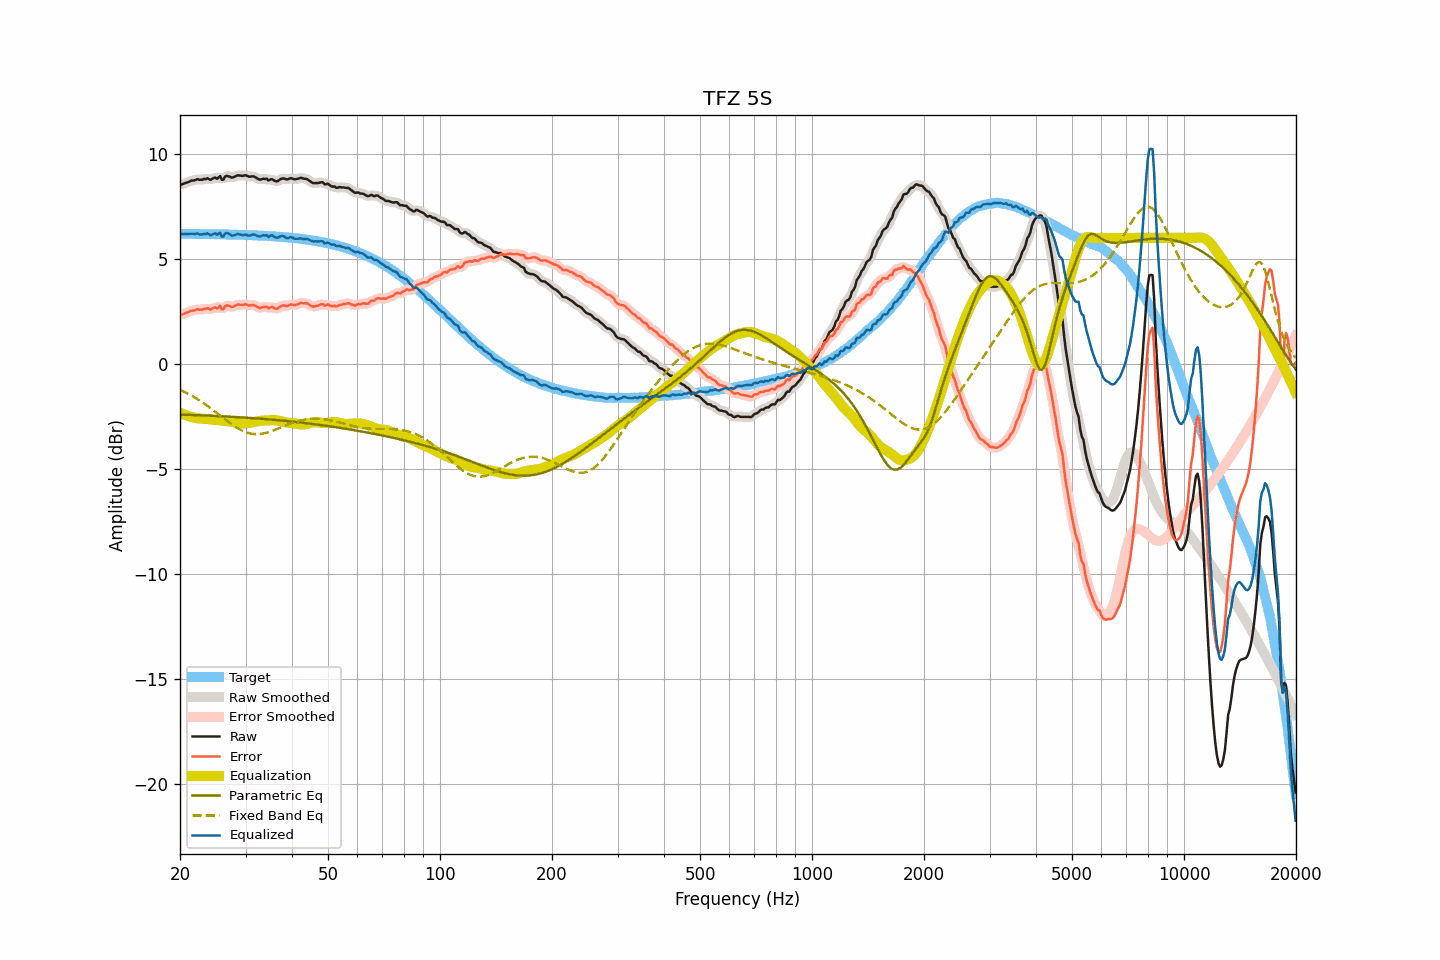 TFZ 5S
10
5
0
−5
−10
−15
−20
Amplitude (dBr)
Target
Raw Smoothed
Error Smoothed
Raw
Error
Equalization
Parametric Eq
Fixed Band Eq
Equalized
20 50 100 200 500 1000 2000 5000 10000 20000
Frequency (Hz)